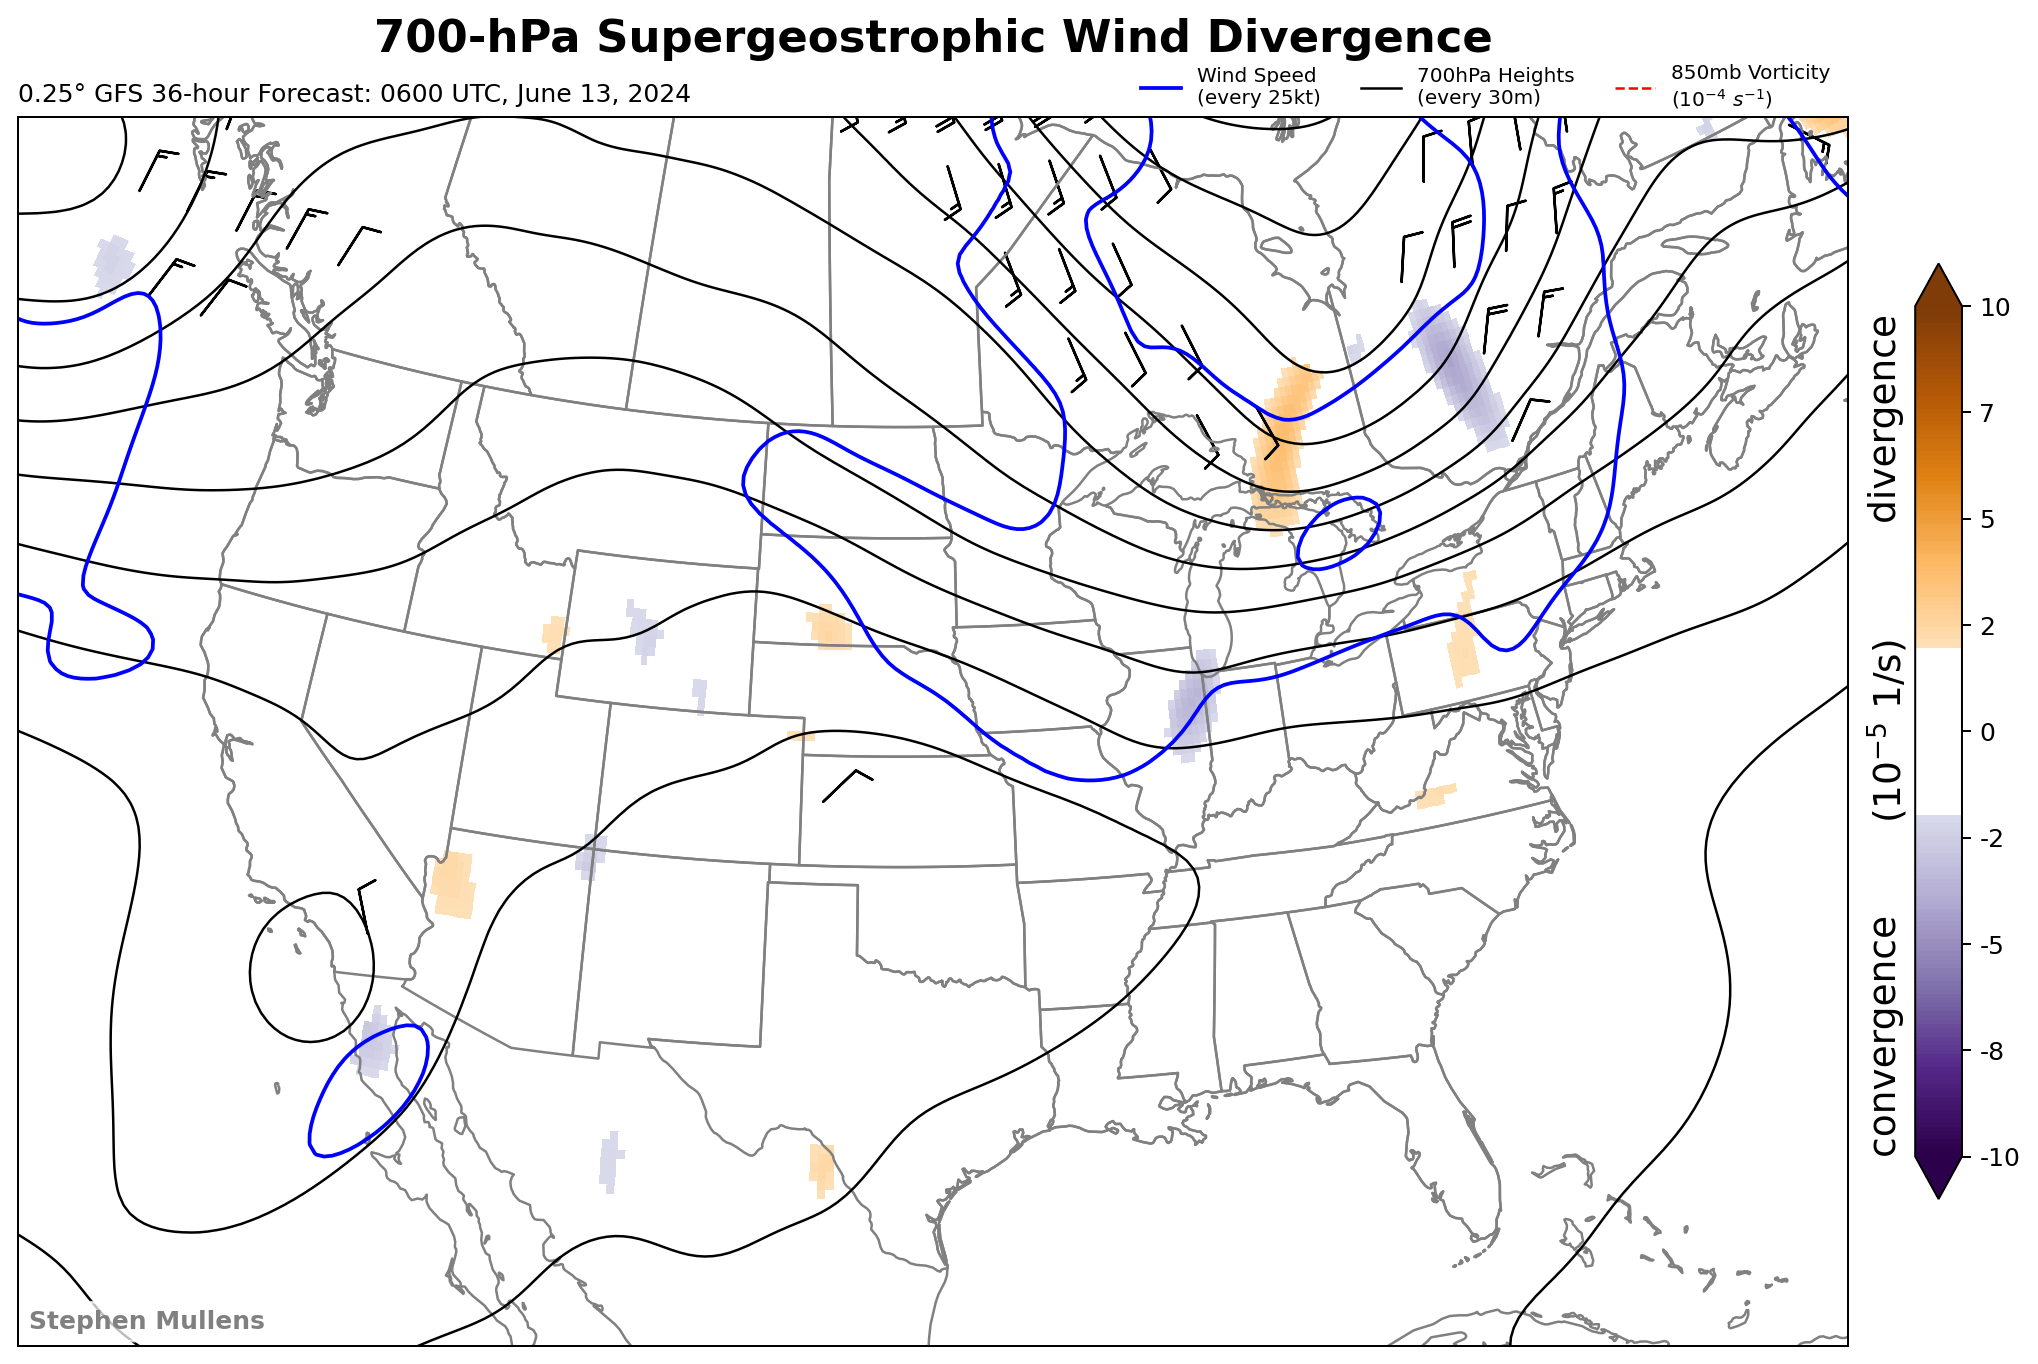 700-hPa Supergeostrophic Wind Divergence
0.25° GFS 36-hour Forecast: 0600 UTC, June 13, 2024
Wind Speed
(every 25kt)
700hPa Heights
(every 30m)
850mb Vorticity
(10⁻⁴ s⁻¹)
10
7
5
2
0
-2
-5
-8
-10
convergence (10⁻⁵ 1/s) divergence
Stephen Mullens